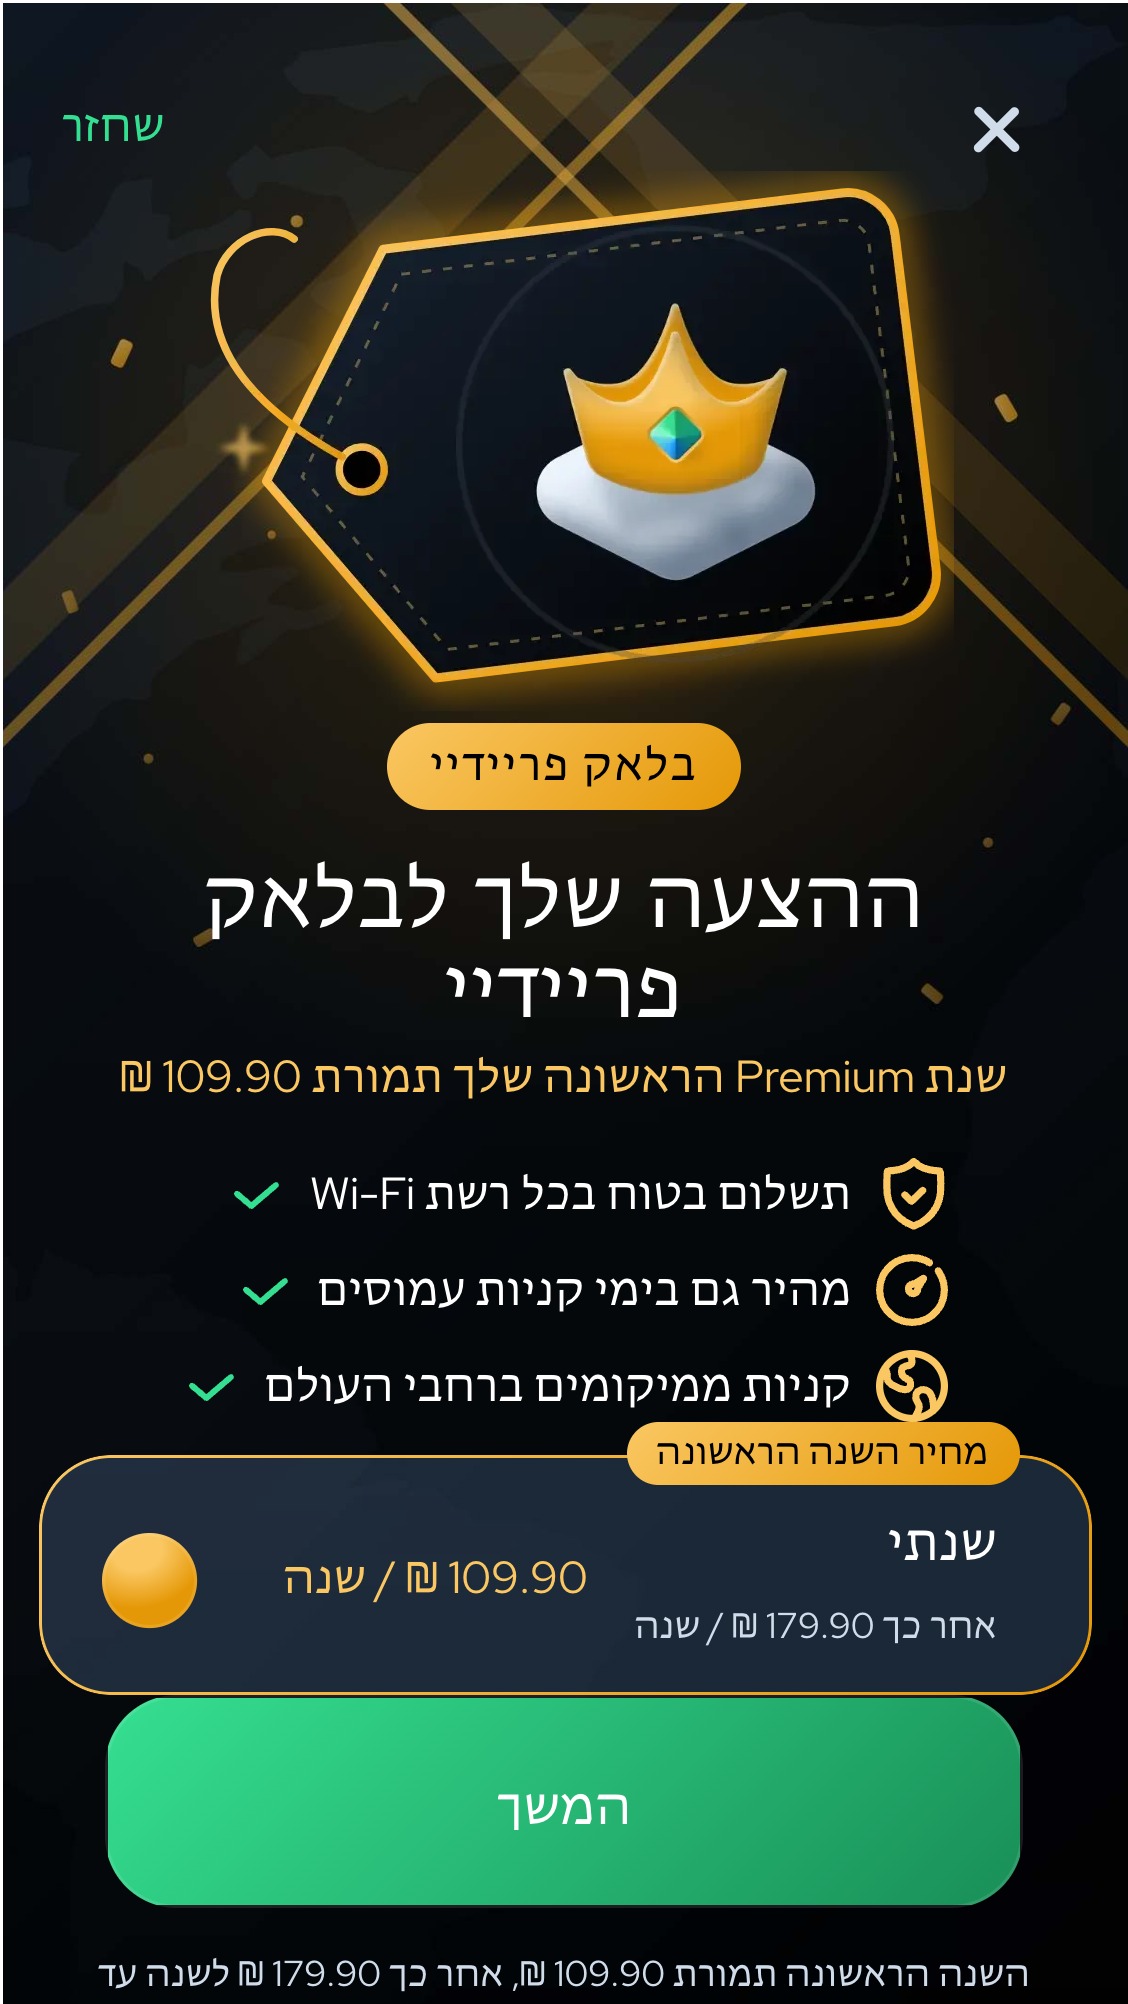 שחזר
בלאק פריידיי
ההצעה שלך לבלאק
פריידיי
שנת Premium הראשונה שלך תמורת 109.90 ₪
תשלום בטוח בכל רשת Wi-Fi
מהיר גם בימי קניות עמוסים
קניות ממיקומים ברחבי העולם
מחיר השנה הראשונה
שנתי
109.90 ₪ / שנה
אחר כך 179.90 ₪ / שנה
המשך
השנה הראשונה תמורת 109.90 ₪, אחר כך 179.90 ₪ לשנה עד